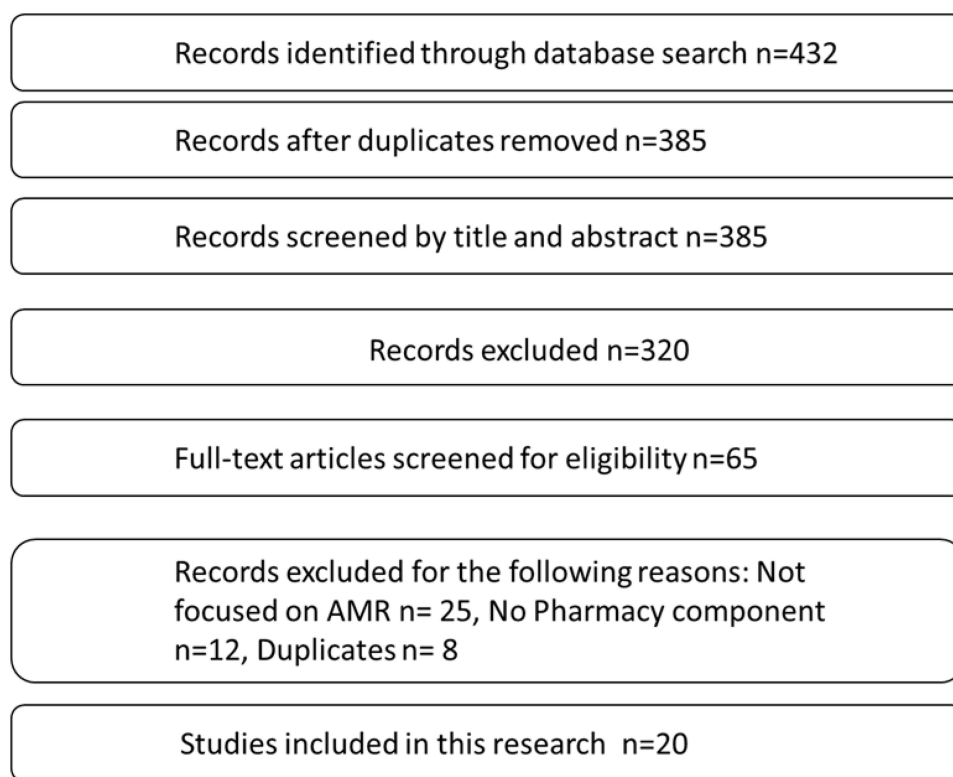 Records identified through database search n=432
Records after duplicates removed n=385
Records screened by title and abstract n=385
Records excluded n=320
Full-text articles screened for eligibility n=65
Records excluded for the following reasons: Not
focused on AMR n= 25, No Pharmacy component
n=12, Duplicates n= 8
Studies included in this research n=20